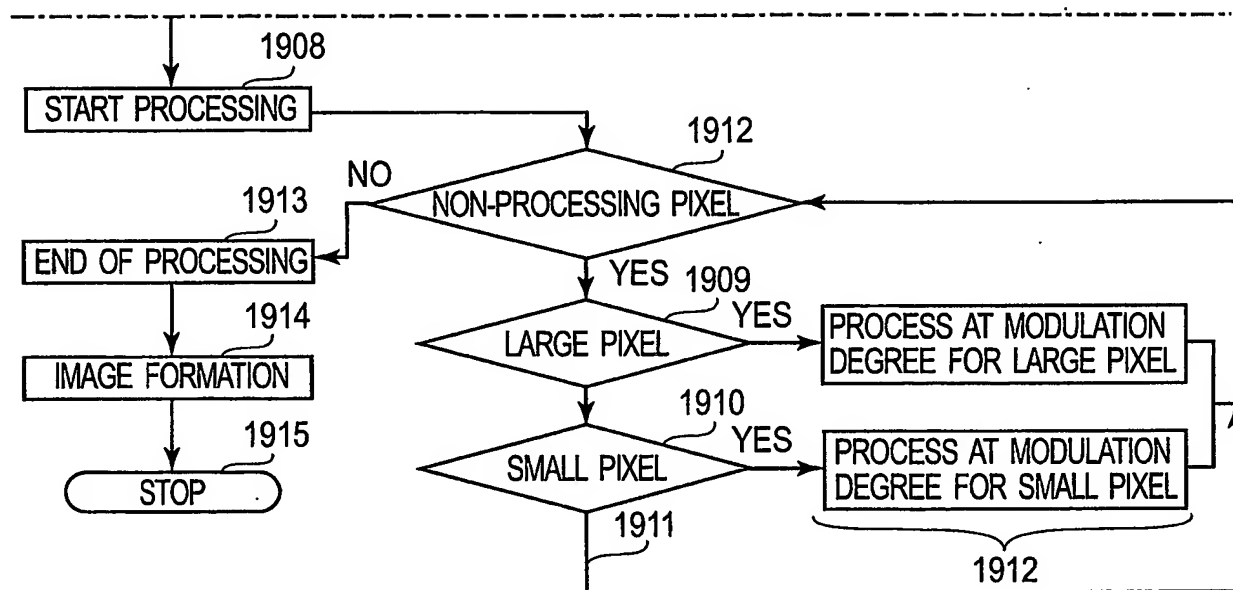 1908
START PROCESSING
1912
NON-PROCESSING PIXEL
NO
1913
END OF PROCESSING
YES
1909
LARGE PIXEL
YES
PROCESS AT MODULATION
DEGREE FOR LARGE PIXEL
1914
IMAGE FORMATION
1910
SMALL PIXEL
YES
PROCESS AT MODULATION
DEGREE FOR SMALL PIXEL
1915
STOP
1911
1912